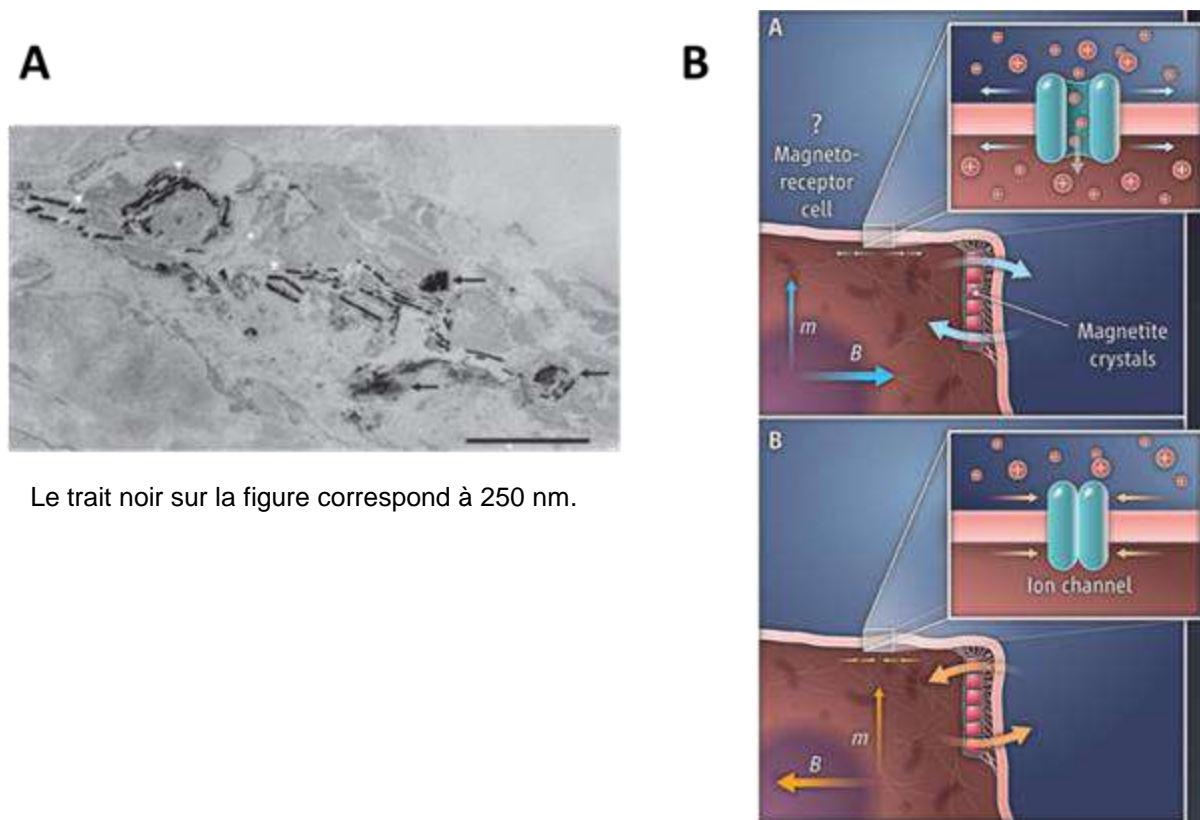 A
Le trait noir sur la figure correspond à 250 nm.
B
A
?
Magneto-
receptor
cell
m
B
Magnetite
crystals
B
Ion channel
m
B